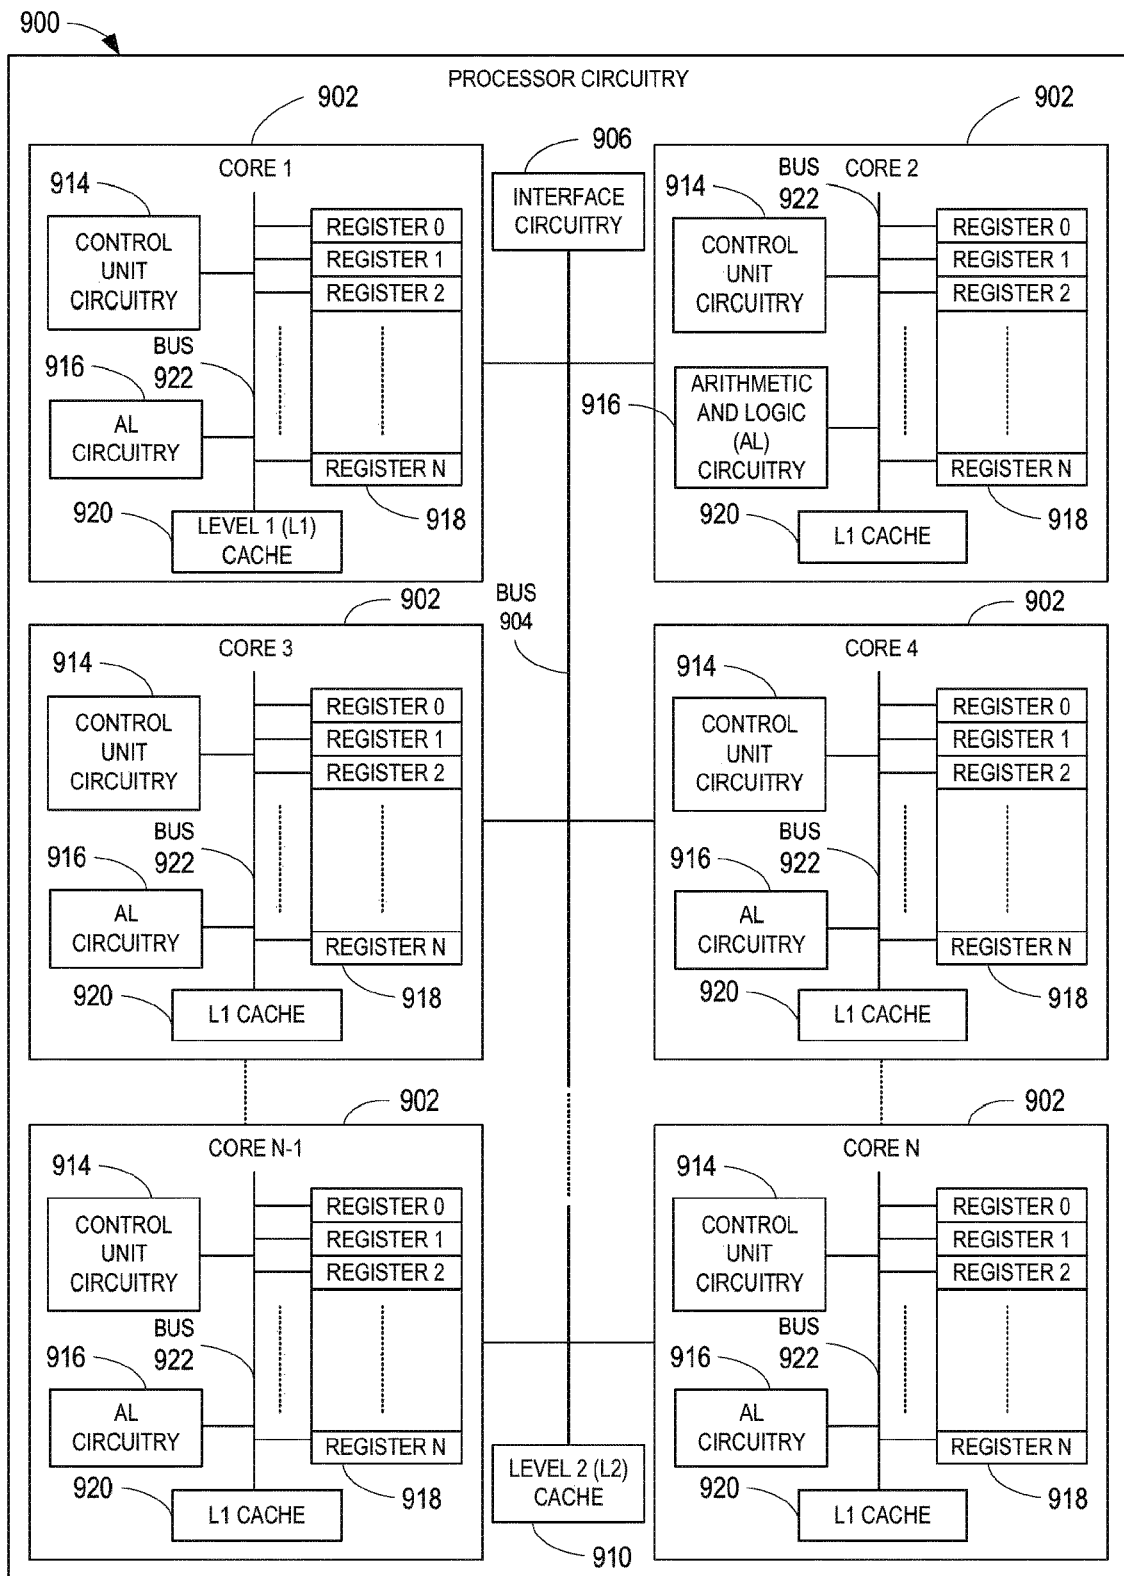 900
PROCESSOR CIRCUITRY
902
CORE 1
914
CONTROL
UNIT
CIRCUITRY
REGISTER 0
REGISTER 1
REGISTER 2
BUS
922
916
AL
CIRCUITRY
REGISTER N
918
920
LEVEL 1 (L1)
CACHE
906
INTERFACE
CIRCUITRY
902
CORE 2
BUS
922
914
CONTROL
UNIT
CIRCUITRY
REGISTER 0
REGISTER 1
REGISTER 2
916
ARITHMETIC
AND LOGIC
(AL)
CIRCUITRY
REGISTER N
918
920
L1 CACHE
BUS
904
902
CORE 3
914
CONTROL
UNIT
CIRCUITRY
REGISTER 0
REGISTER 1
REGISTER 2
BUS
922
916
AL
CIRCUITRY
REGISTER N
918
920
L1 CACHE
902
CORE 4
914
CONTROL
UNIT
CIRCUITRY
REGISTER 0
REGISTER 1
REGISTER 2
BUS
922
916
AL
CIRCUITRY
REGISTER N
918
920
L1 CACHE
902
CORE N-1
914
CONTROL
UNIT
CIRCUITRY
REGISTER 0
REGISTER 1
REGISTER 2
BUS
922
916
AL
CIRCUITRY
REGISTER N
918
920
L1 CACHE
LEVEL 2 (L2)
CACHE
910
902
CORE N
914
CONTROL
UNIT
CIRCUITRY
REGISTER 0
REGISTER 1
REGISTER 2
BUS
922
916
AL
CIRCUITRY
REGISTER N
918
920
L1 CACHE